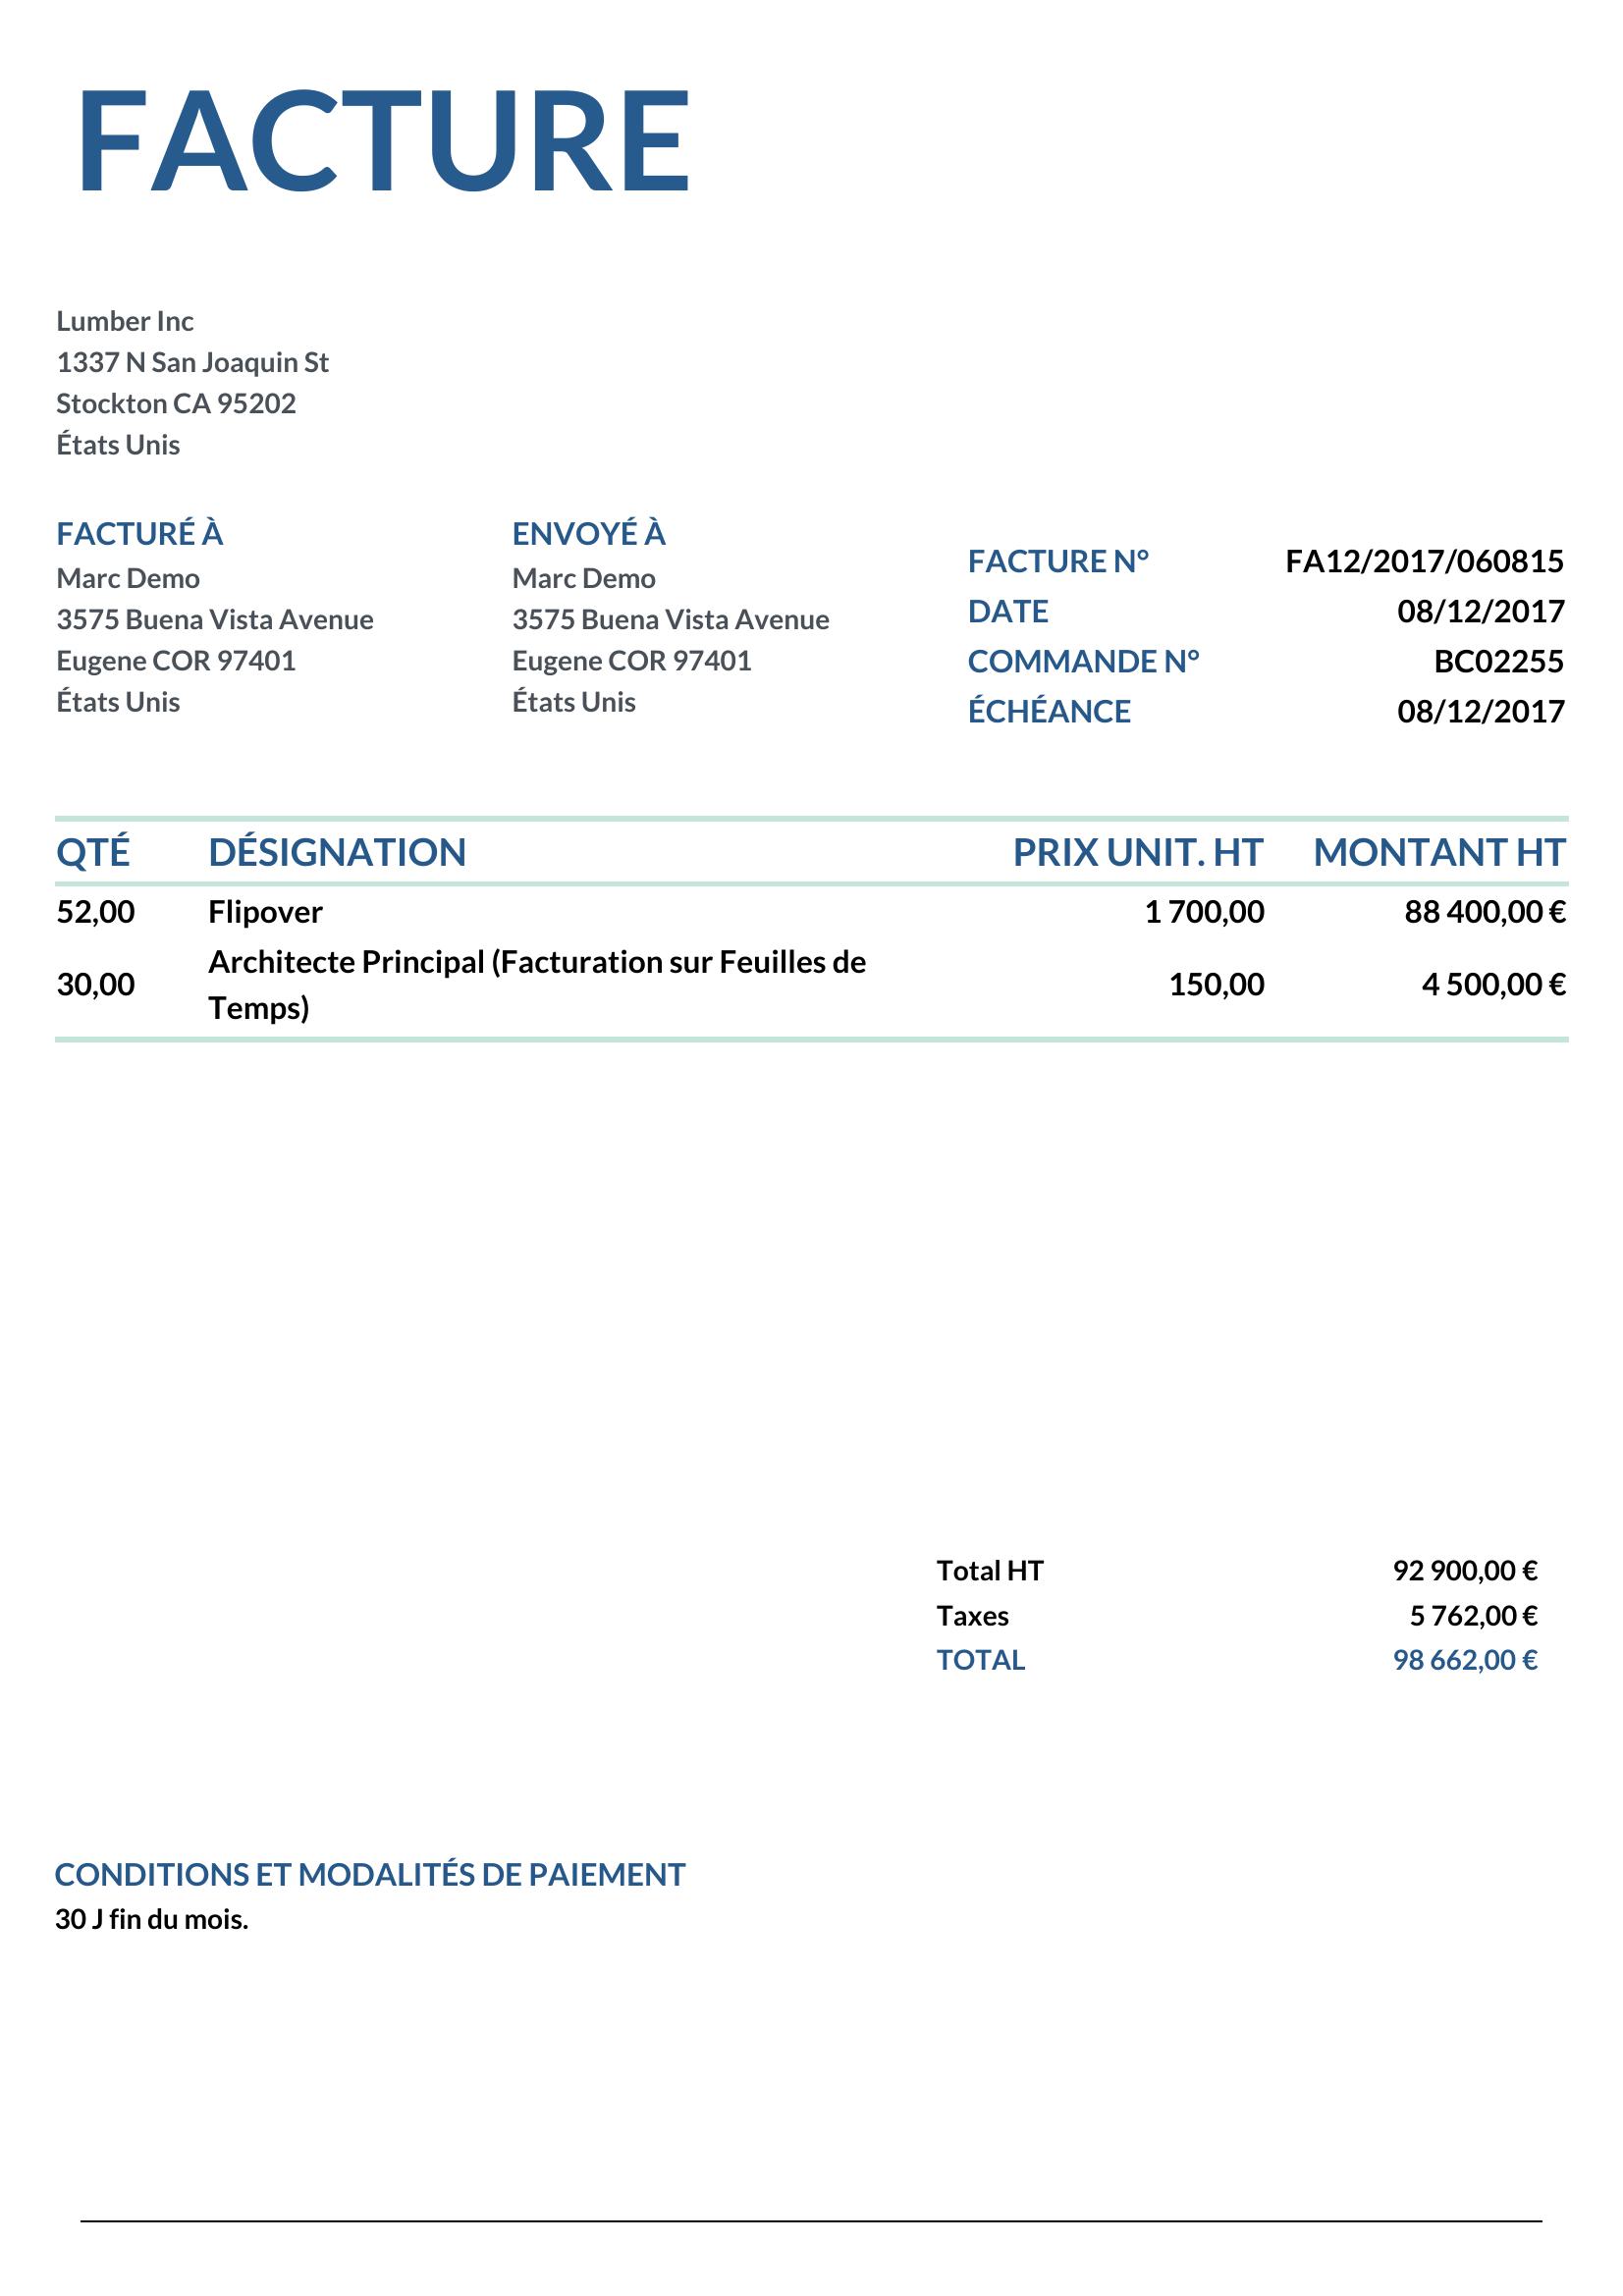 FACTURE
Lumber Inc
1337 N San Joaquin St
Stockton CA 95202
États Unis
FACTURÉ À
Marc Demo
3575 Buena Vista Avenue
Eugene COR 97401
États Unis
ENVOYÉ À
Marc Demo
3575 Buena Vista Avenue
Eugene COR 97401
États Unis
FACTURE N° FA12/2017/060815
DATE 08/12/2017
COMMANDE N° BC02255
ÉCHÉANCE 08/12/2017
QTÉ DÉSIGNATION PRIX UNIT. HT MONTANT HT
52,00 Flipover 1 700,00 88 400,00 €
30,00 Architecte Principal (Facturation sur Feuilles de 150,00 4 500,00 €
Temps)
Total HT 92 900,00 €
Taxes 5 762,00 €
TOTAL 98 662,00 €
CONDITIONS ET MODALITÉS DE PAIEMENT
30 J fin du mois.